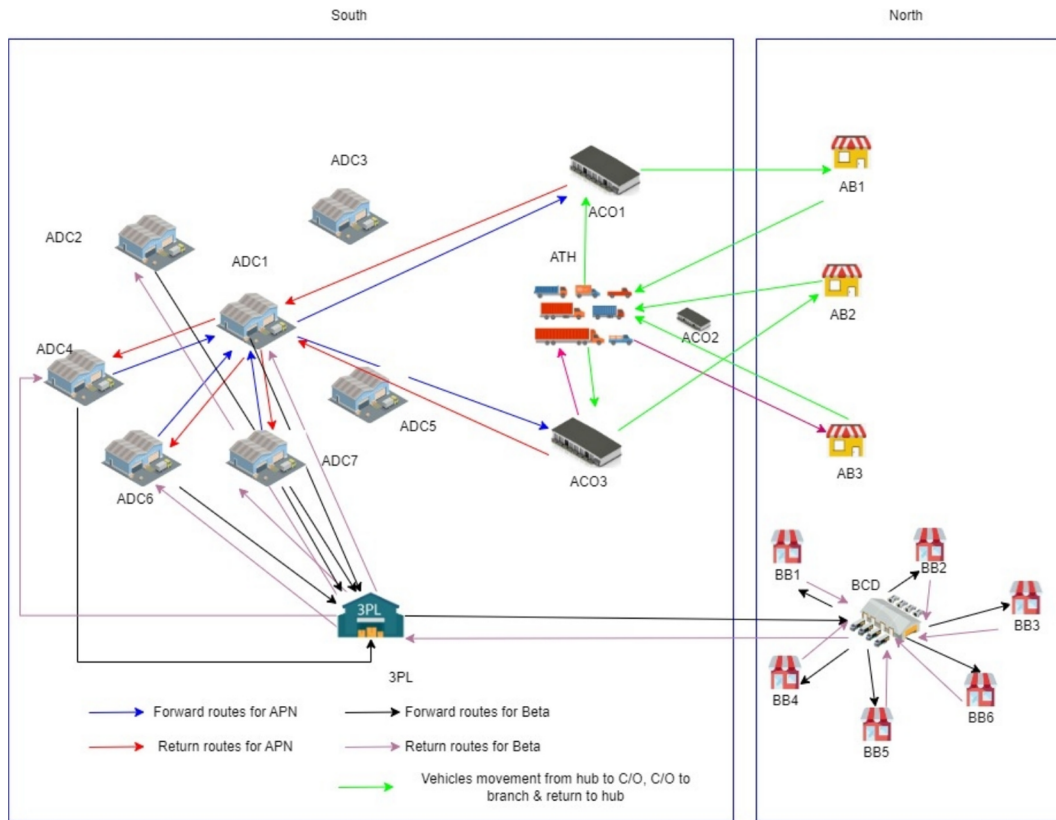 South
North
ADC3
AB1
ADC2
ACO1
ADC1
ATH
AB2
ADC4
ACO2
ADC5
ADC7
AB3
ADC6
ACO3
BB1
BCD
BB2
3PL
BB3
3PL
BB4
BB6
BB5
Forward routes for APN
Forward routes for Beta
Return routes for APN
Return routes for Beta
Vehicles movement from hub to C/O, C/O to
branch & return to hub